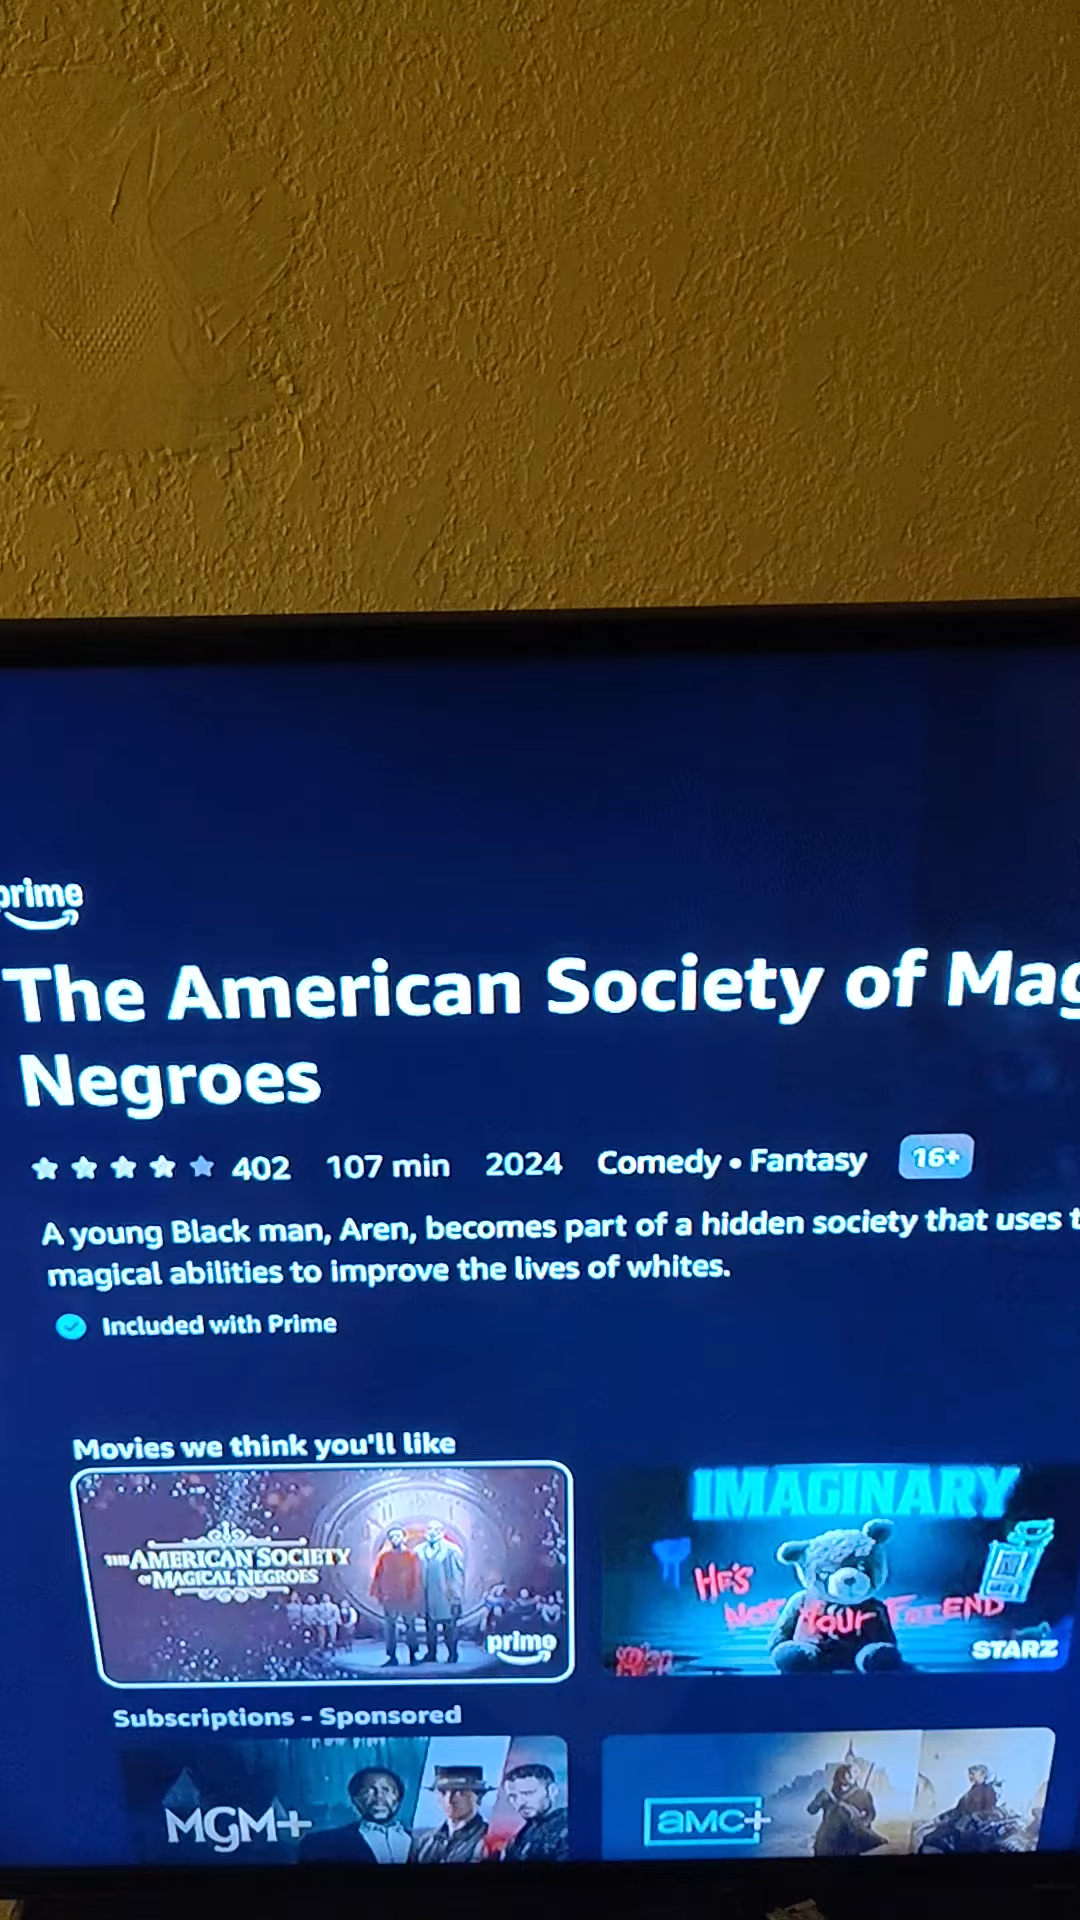 prime
The American Society of Mag
Negroes
402 107 min 2024 Comedy • Fantasy 16+
A young Black man, Aren, becomes part of a hidden society that uses t
magical abilities to improve the lives of whites.
Included with Prime
Movies we think you'll like
THE AMERICAN SOCIETY
OF MAGICAL NEGROES
prime
IMAGINARY
HE'S
NOT YOUR FRIEND
STARZ
Subscriptions - Sponsored
MGM+
aMC+